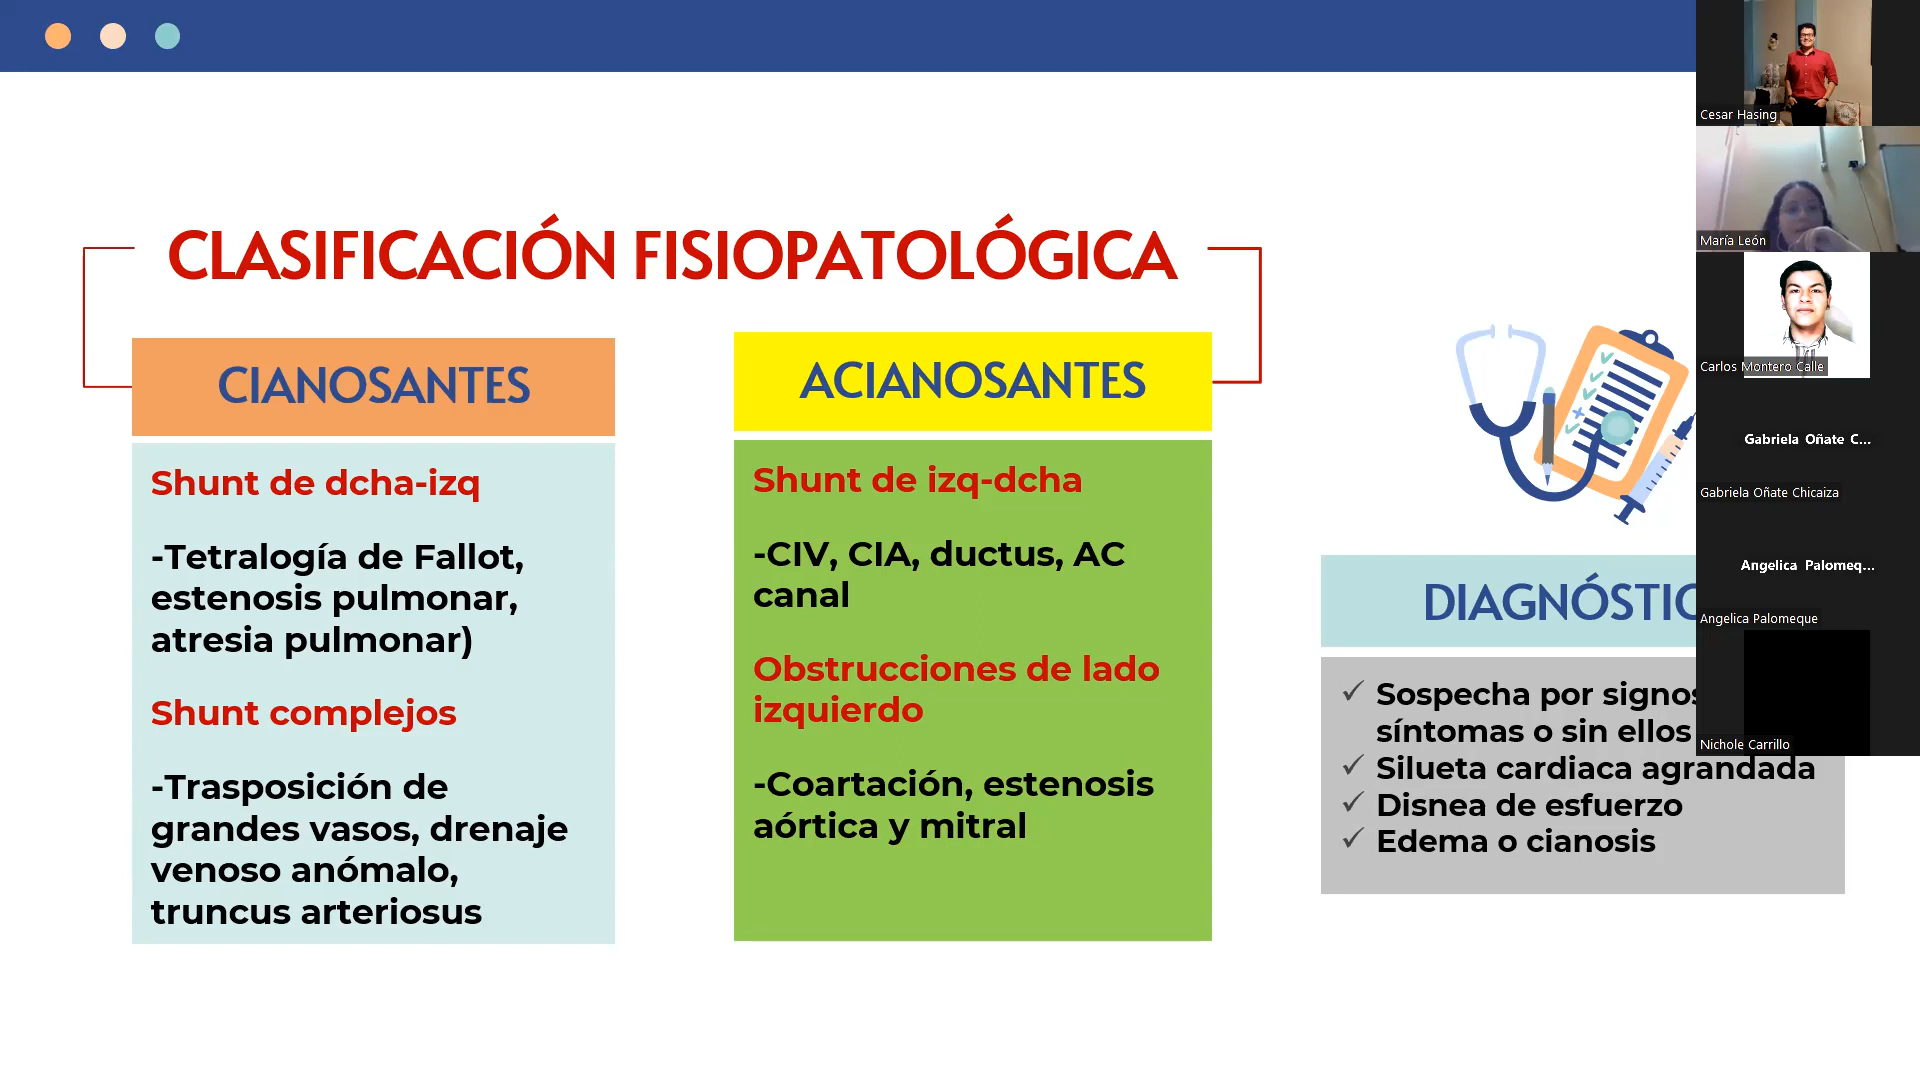 CLASIFICACIÓN FISIOPATOLÓGICA
CIANOSANTES
Shunt de dcha-izq
-Tetralogía de Fallot,
estenosis pulmonar,
atresia pulmonar)
Shunt complejos
-Trasposición de
grandes vasos, drenaje
venoso anómalo,
truncus arteriosus
ACIANOSANTES
Shunt de izq-dcha
-CIV, CIA, ductus, AC
canal
Obstrucciones de lado
izquierdo
-Coartación, estenosis
aórtica y mitral
DIAGNÓSTIC
Sospecha por signos
síntomas o sin ellos
Silueta cardiaca agrandada
Disnea de esfuerzo
Edema o cianosis
Cesar Hasing
María León
Carlos Montero Calle
Gabriela Oñate C...
Gabriela Oñate Chicaiza
Angelica Palomeq...
Angelica Palomeque
Nichole Carrillo